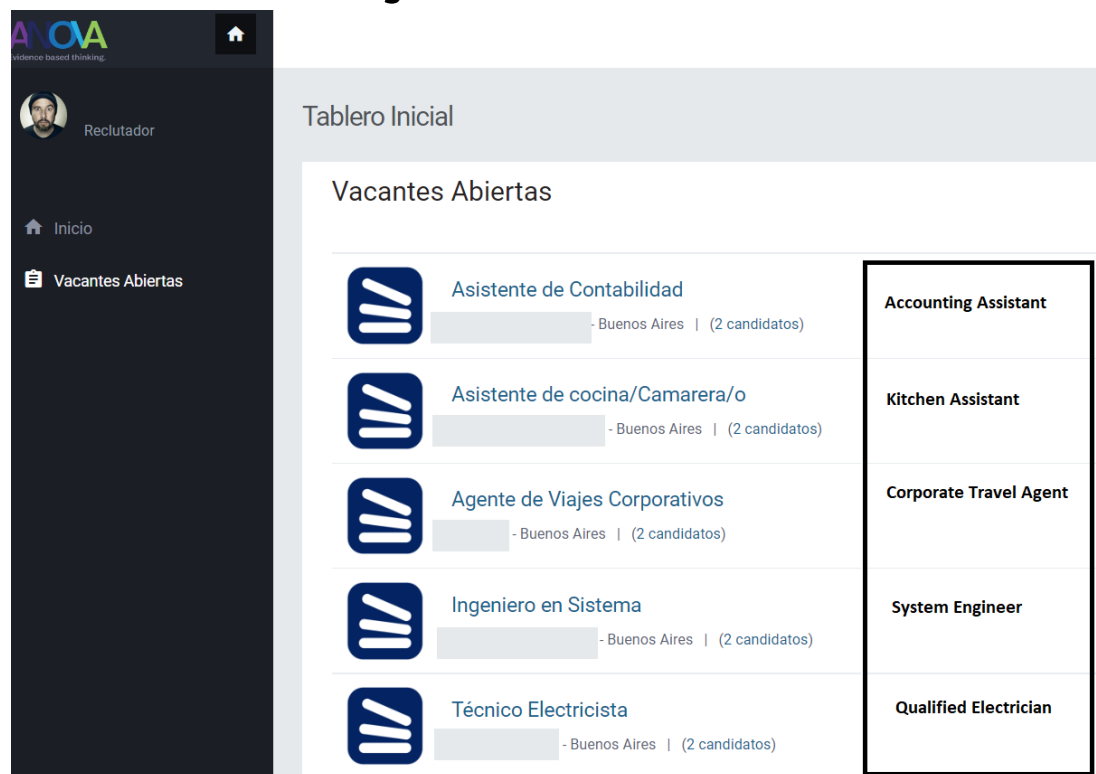 ANOVA
Evidence based thinking.
Reclutador
Inicio
Vacantes Abiertas
Tablero Inicial
Vacantes Abiertas
Asistente de Contabilidad
- Buenos Aires | (2 candidatos)
Accounting Assistant
Asistente de cocina/Camarera/o
- Buenos Aires | (2 candidatos)
Kitchen Assistant
Agente de Viajes Corporativos
- Buenos Aires | (2 candidatos)
Corporate Travel Agent
Ingeniero en Sistema
- Buenos Aires | (2 candidatos)
System Engineer
Técnico Electricista
- Buenos Aires | (2 candidatos)
Qualified Electrician